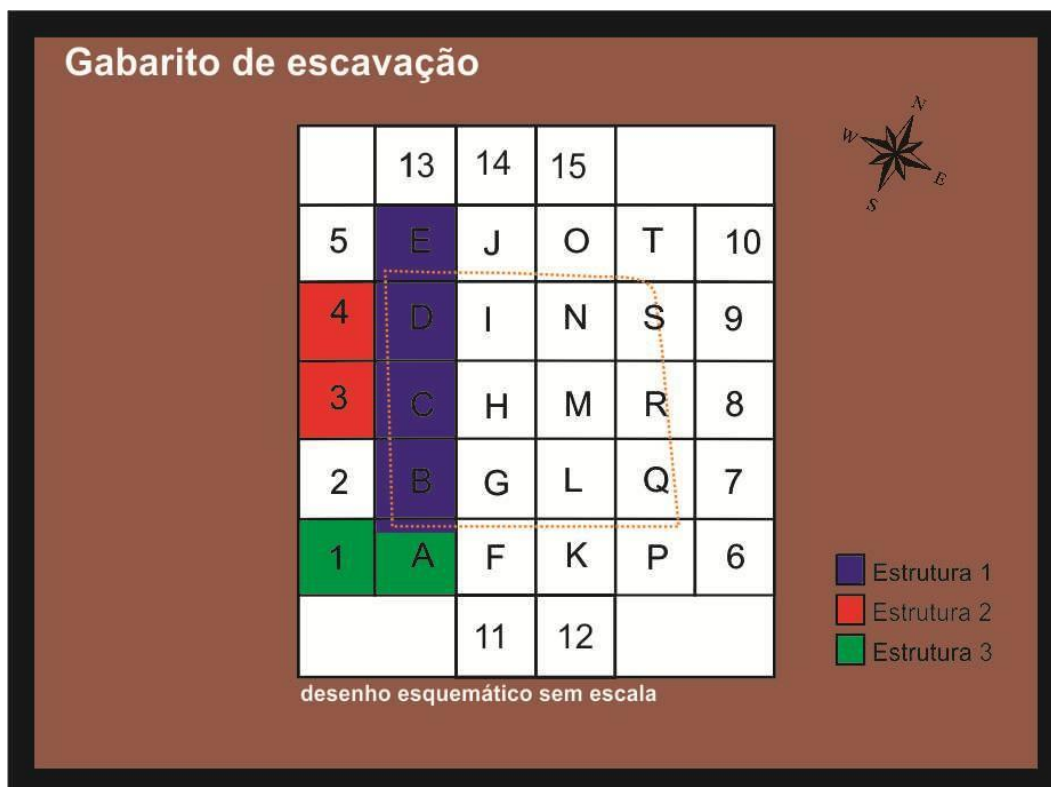 Gabarito de escavação
N
W
E
S
13 14 15
5 E J O T 10
4 D I N S 9
3 C H M R 8
2 B G L Q 7
1 A F K P 6
11 12
Estrutura 1
Estrutura 2
Estrutura 3
desenho esquemático sem escala